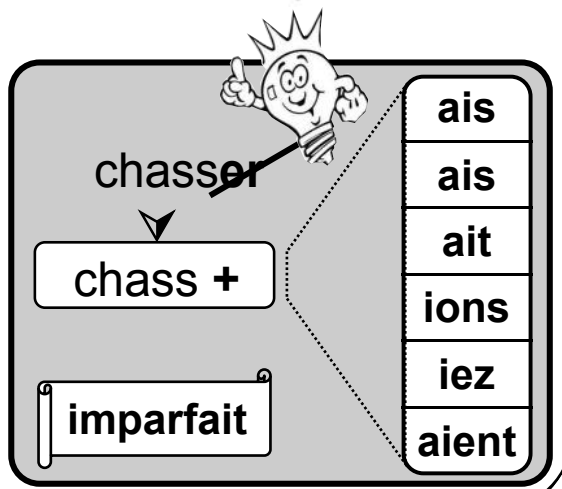 chasser
chass +
imparfait
ais
ais
ait
ions
iez
aient